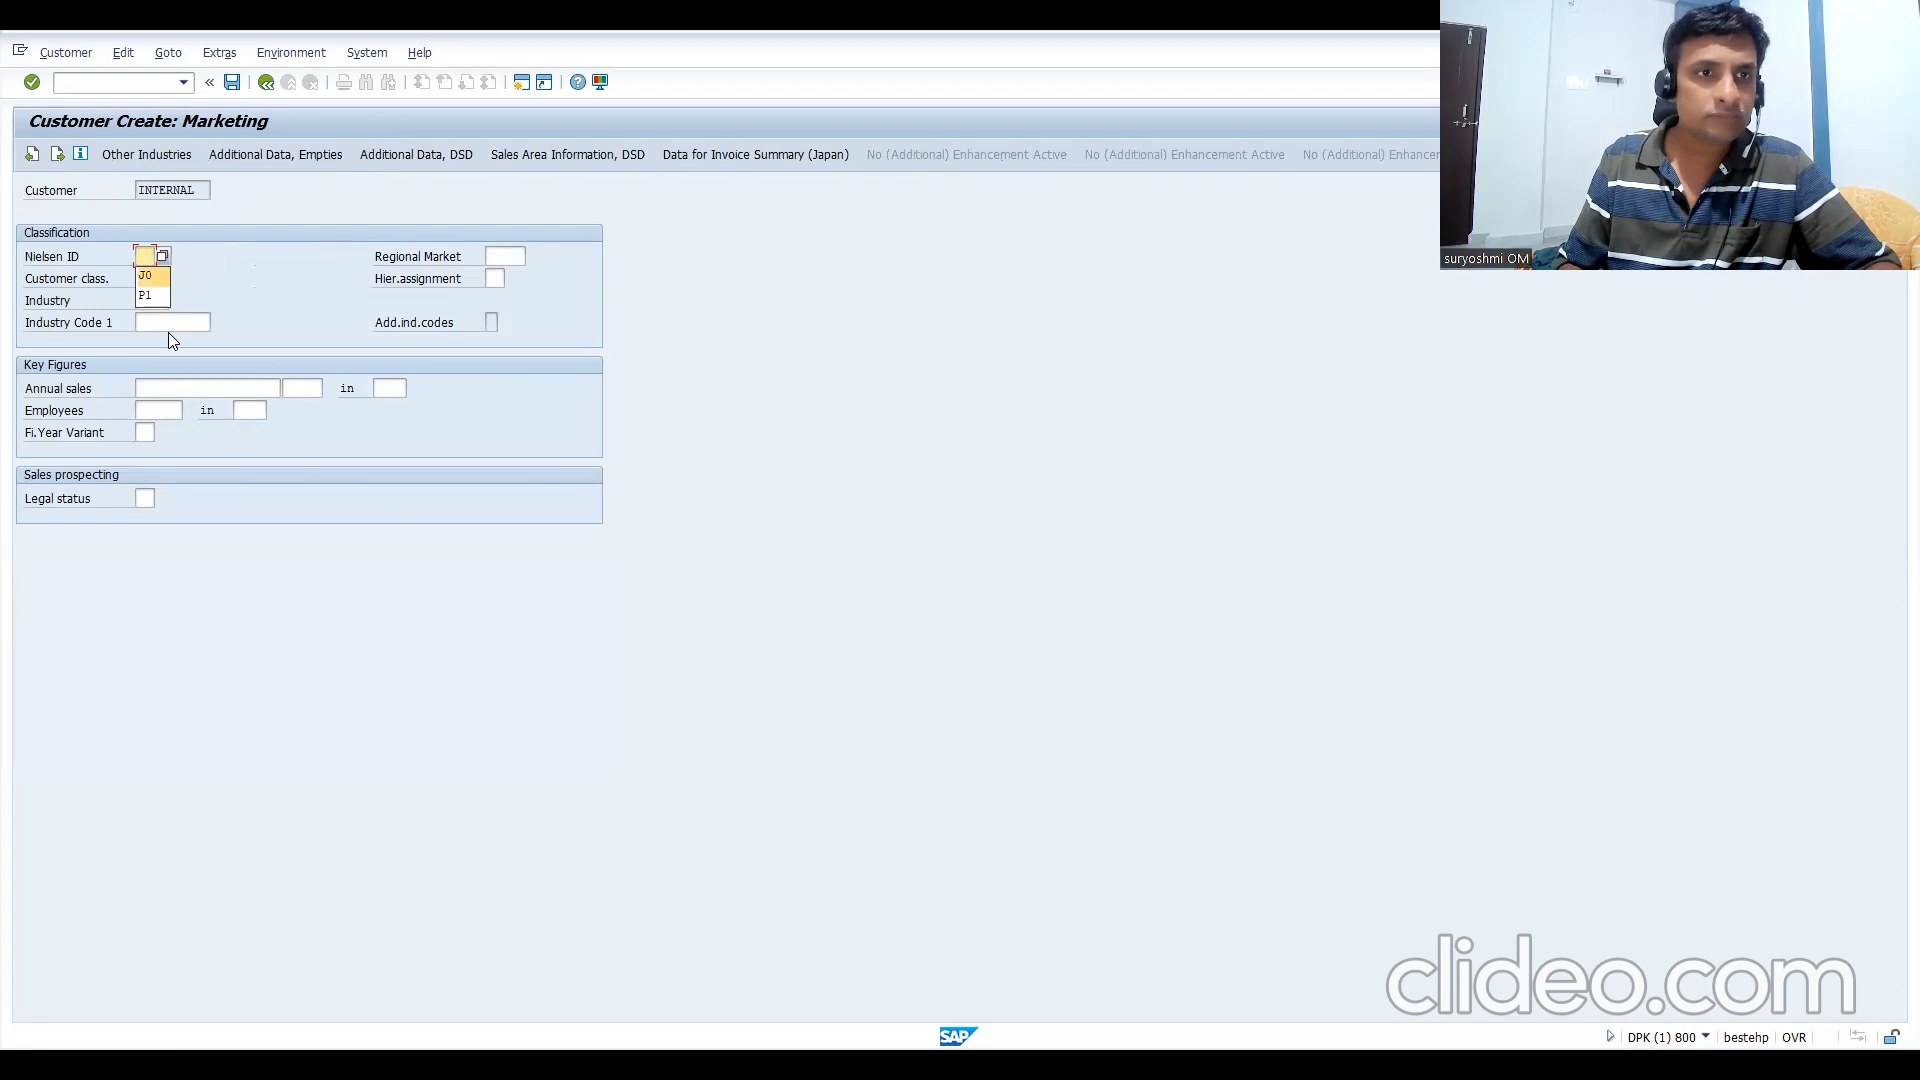 Customer Edit Goto Extras Environment System Help
Customer Create: Marketing
Other Industries Additional Data, Empties Additional Data, DSD Sales Area Information, DSD Data for Invoice Summary (Japan) No (Additional) Enhancement Active No (Additional) Enhancement Active No (Additional) Enhancer
Customer INTERNAL
suryoshmi OM
Classification
Nielsen ID Regional Market
J0
Customer class. Hier.assignment
P1
Industry
Industry Code 1 Add.ind.codes
Key Figures
Annual sales in
Employees in
Fi.Year Variant
Sales prospecting
Legal status
clideo.com
SAP DPK (1) 800 bestehp OVR